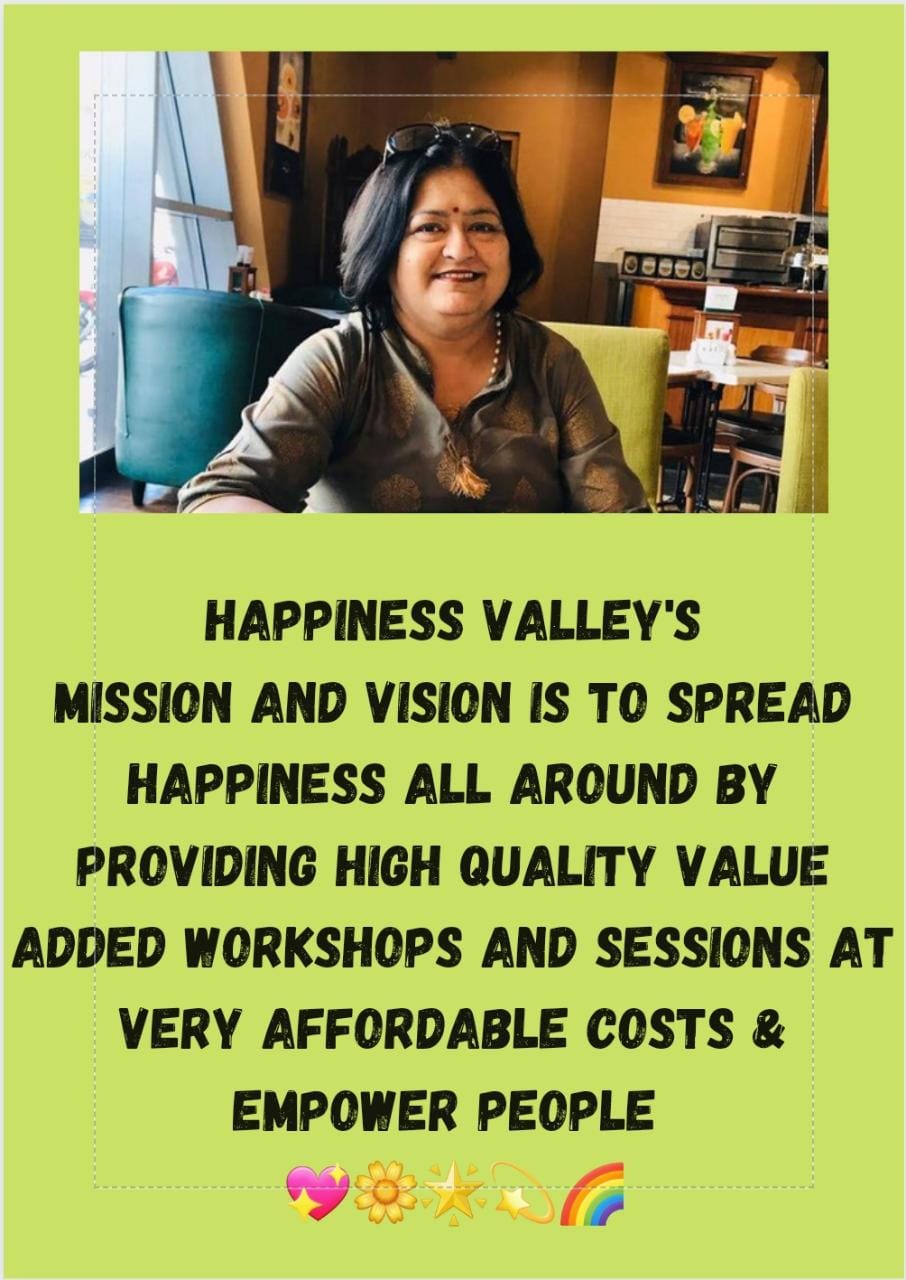 HAPPINESS VALLEY'S
MISSION AND VISION IS TO SPREAD
HAPPINESS ALL AROUND BY
PROVIDING HIGH QUALITY VALUE
ADDED WORKSHOPS AND SESSIONS AT
VERY AFFORDABLE COSTS &
EMPOWER PEOPLE